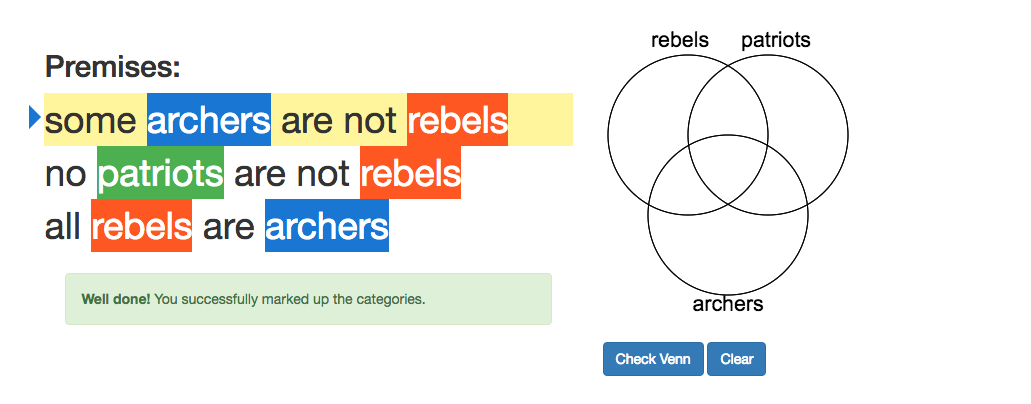 Premises:
some archers are not rebels
no patriots are not rebels
all rebels are archers
Well done! You successfully marked up the categories.
rebels patriots
archers
Check Venn Clear